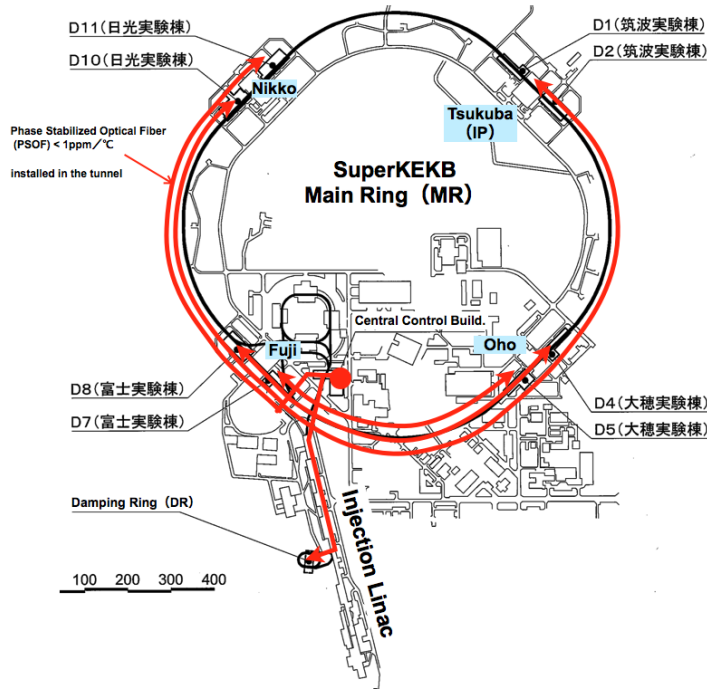 D11(日光実験棟)
D10(日光実験棟)
Nikko
D1(筑波実験棟)
D2(筑波実験棟)
Tsukuba
(IP)
Phase Stabilized Optical Fiber
(PSOF) < 1ppm/℃
installed in the tunnel
SuperKEKB
Main Ring (MR)
Central Control Build.
Fuji
Oho
D8(富士実験棟)
D7(富士実験棟)
D4(大穂実験棟)
D5(大穂実験棟)
Damping Ring (DR)
Injection Linac
100 200 300 400